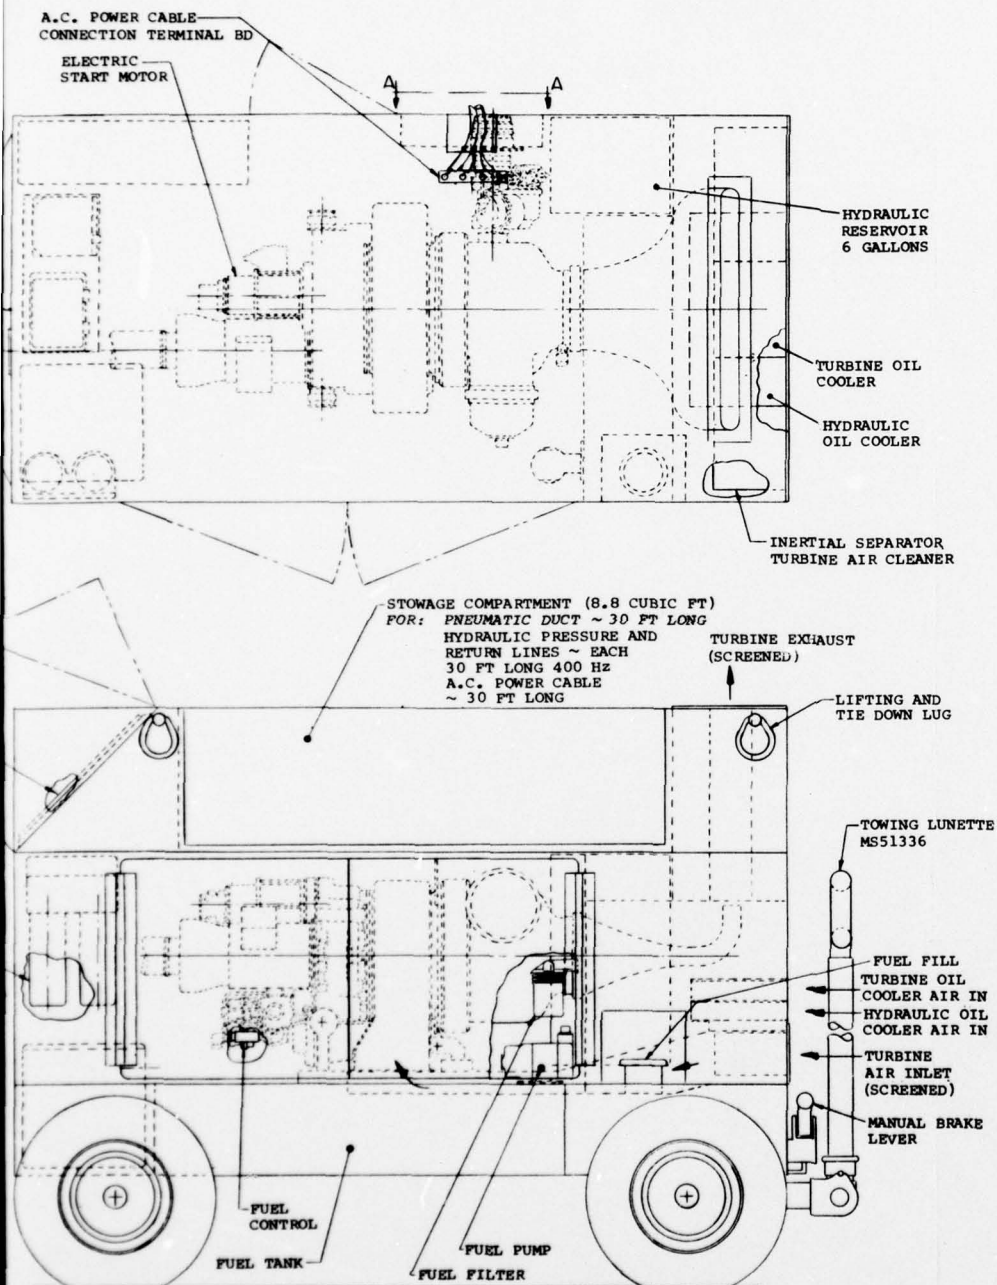 A.C. POWER CABLE
CONNECTION TERMINAL BD
ELECTRIC
START MOTOR
A
A
HYDRAULIC
RESERVOIR
6 GALLONS
TURBINE OIL
COOLER
HYDRAULIC
OIL COOLER
INERTIAL SEPARATOR
TURBINE AIR CLEANER
STOWAGE COMPARTMENT (8.8 CUBIC FT)
FOR: PNEUMATIC DUCT ~ 30 FT LONG
HYDRAULIC PRESSURE AND
RETURN LINES ~ EACH
30 FT LONG 400 Hz
A.C. POWER CABLE
~ 30 FT LONG
TURBINE EXHAUST
(SCREENED)
LIFTING AND
TIE DOWN LUG
TOWING LUNETTE
MS51336
FUEL FILL
TURBINE OIL
COOLER AIR IN
HYDRAULIC OIL
COOLER AIR IN
TURBINE
AIR INLET
(SCREENED)
MANUAL BRAKE
LEVER
FUEL
CONTROL
FUEL TANK
FUEL PUMP
FUEL FILTER